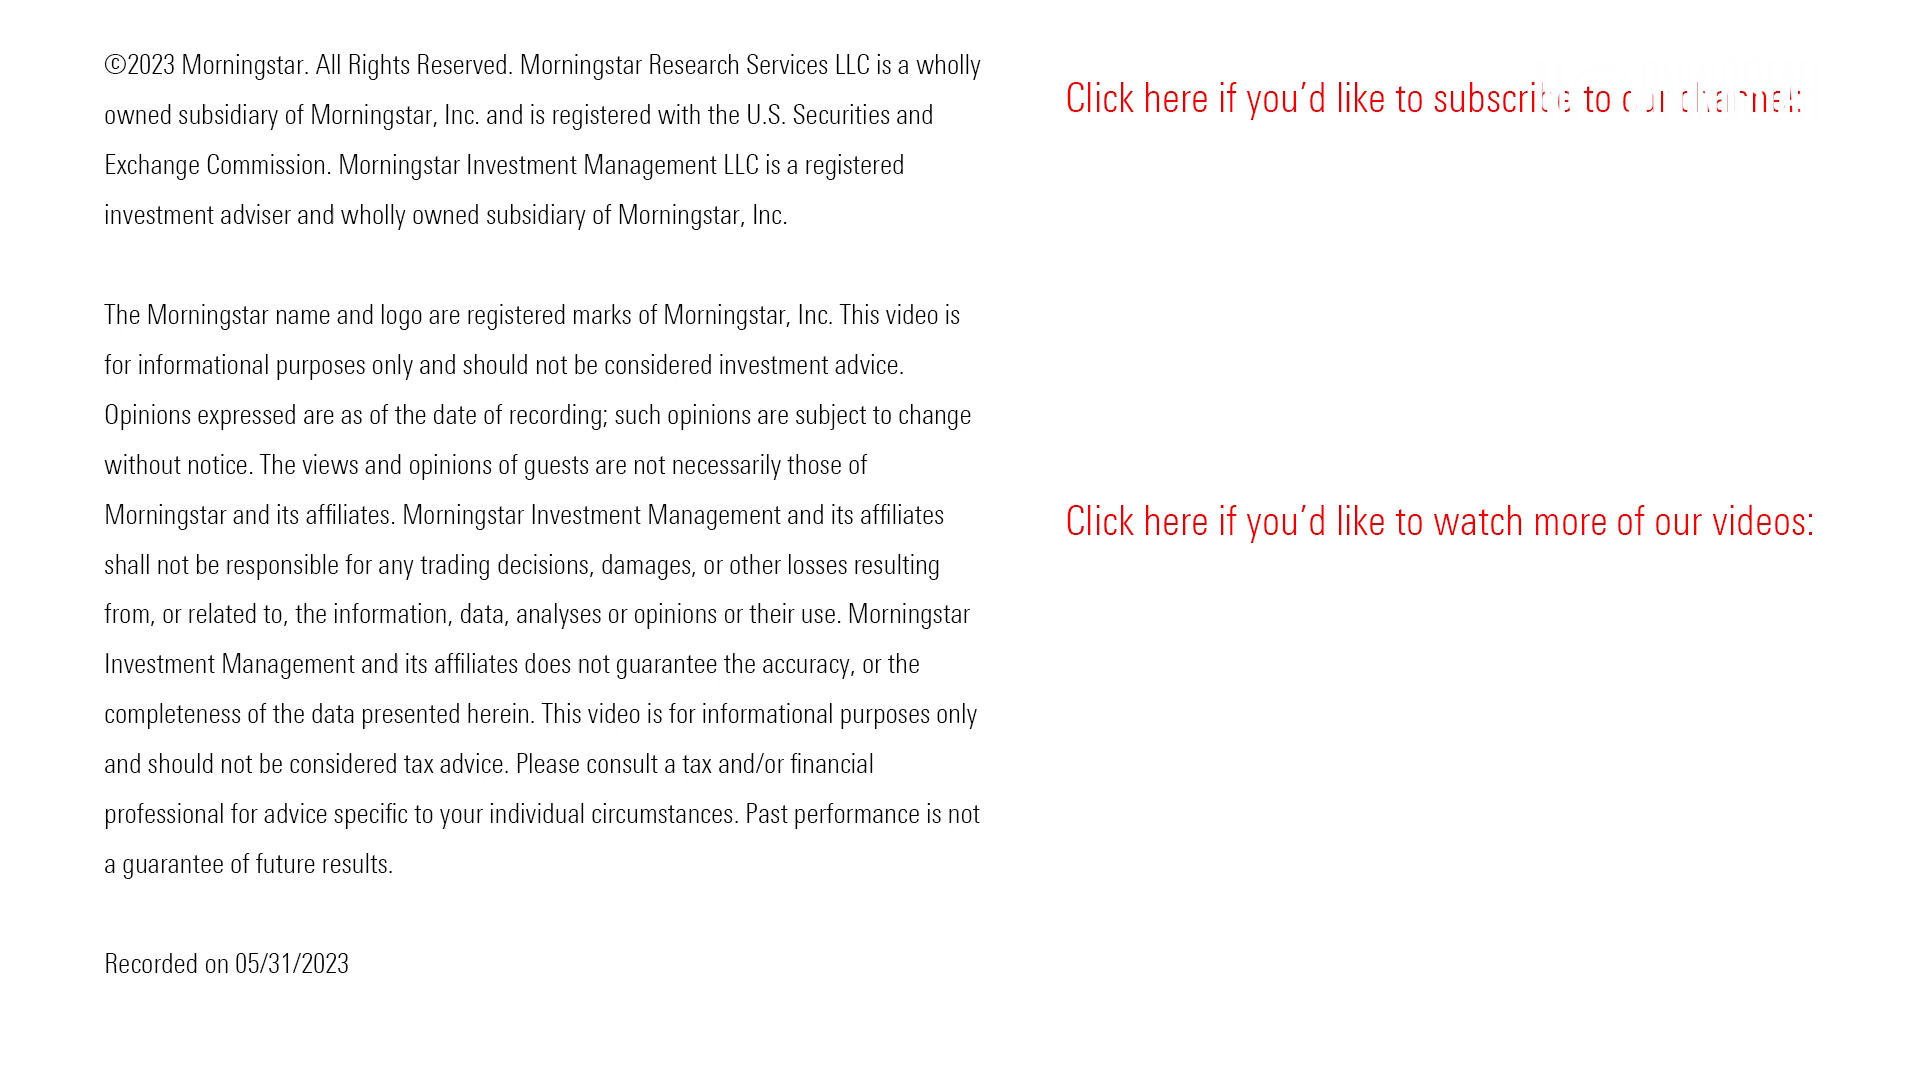 ©2023 Morningstar. All Rights Reserved. Morningstar Research Services LLC is a wholly
owned subsidiary of Morningstar, Inc. and is registered with the U.S. Securities and
Exchange Commission. Morningstar Investment Management LLC is a registered
investment adviser and wholly owned subsidiary of Morningstar, Inc.
The Morningstar name and logo are registered marks of Morningstar, Inc. This video is
for informational purposes only and should not be considered investment advice.
Opinions expressed are as of the date of recording; such opinions are subject to change
without notice. The views and opinions of guests are not necessarily those of
Morningstar and its affiliates. Morningstar Investment Management and its affiliates
shall not be responsible for any trading decisions, damages, or other losses resulting
from, or related to, the information, data, analyses or opinions or their use. Morningstar
Investment Management and its affiliates does not guarantee the accuracy, or the
completeness of the data presented herein. This video is for informational purposes only
and should not be considered tax advice. Please consult a tax and/or financial
professional for advice specific to your individual circumstances. Past performance is not
a guarantee of future results.
Recorded on 05/31/2023
Click here if you’d like to subscribe to our channel:
Click here if you’d like to watch more of our videos: